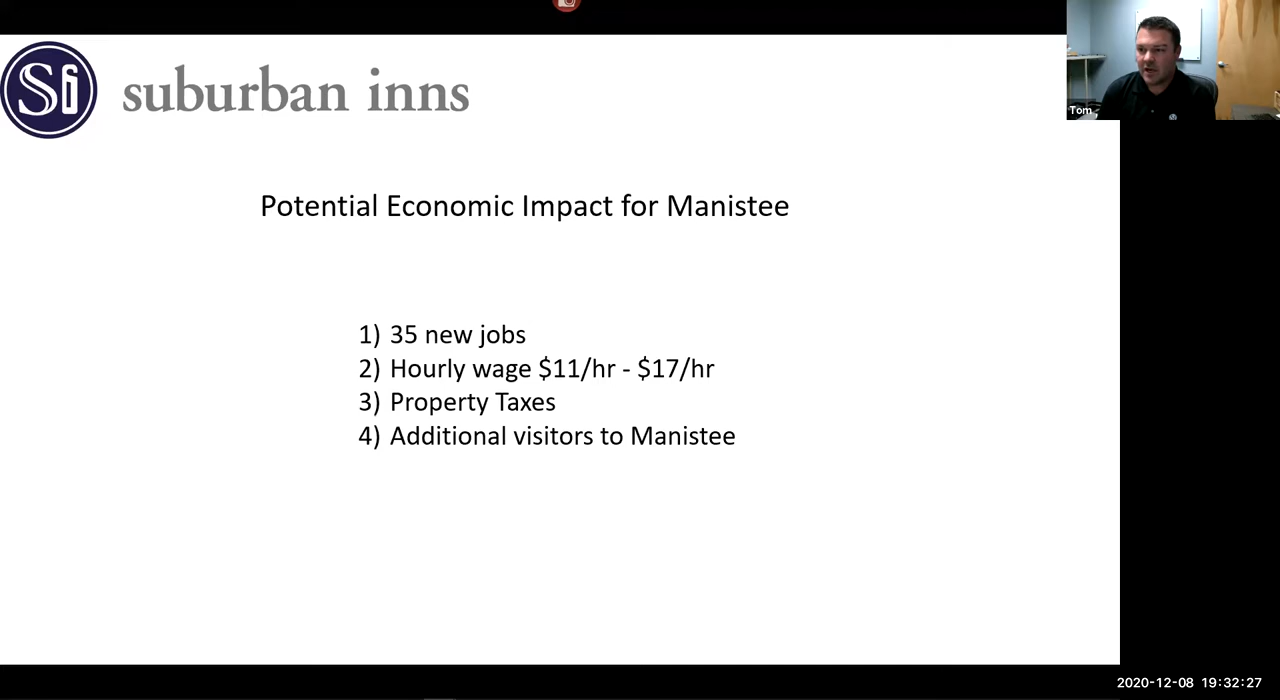 Si
suburban inns
Tom
Potential Economic Impact for Manistee
1) 35 new jobs
2) Hourly wage $11/hr - $17/hr
3) Property Taxes
4) Additional visitors to Manistee
2020-12-08 19:32:27